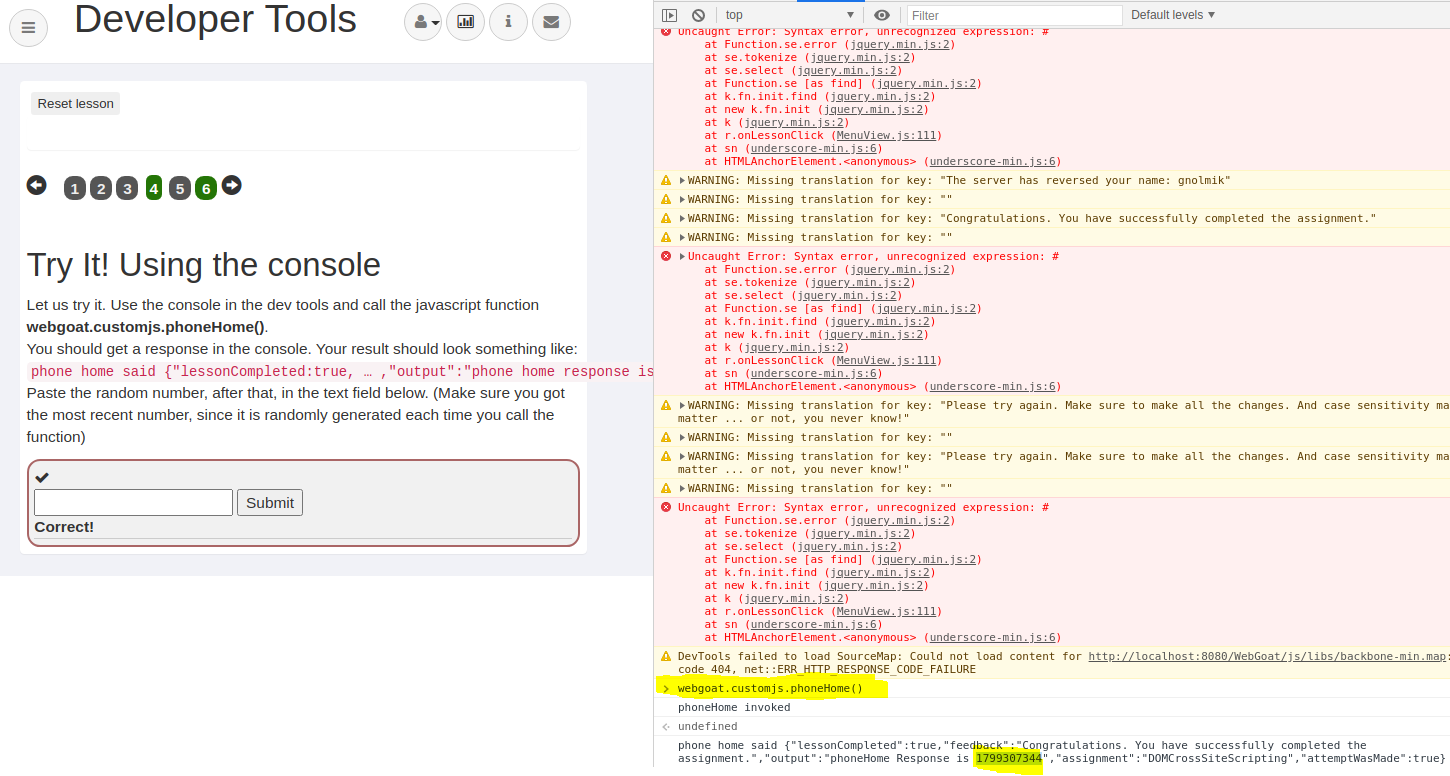 Developer Tools
Reset lesson
1 2 3 4 5 6
Try It! Using the console
Let us try it. Use the console in the dev tools and call the javascript function
webgoat.customjs.phoneHome().
You should get a response in the console. Your result should look something like:
phone home said {"lessonCompleted:true, … ,"output":"phone home response is
Paste the random number, after that, in the text field below. (Make sure you got
the most recent number, since it is randomly generated each time you call the
function)
Submit
Correct!
top
Filter
Default levels
Uncaught Error: Syntax error, unrecognized expression: #
at Function.se.error (jquery.min.js:2)
at se.tokenize (jquery.min.js:2)
at se.select (jquery.min.js:2)
at Function.se [as find] (jquery.min.js:2)
at k.fn.init.find (jquery.min.js:2)
at new k.fn.init (jquery.min.js:2)
at k (jquery.min.js:2)
at r.onLessonClick (MenuView.js:111)
at sn (underscore-min.js:6)
at HTMLAnchorElement.<anonymous> (underscore-min.js:6)
WARNING: Missing translation for key: "The server has reversed your name: gnolmik"
WARNING: Missing translation for key: ""
WARNING: Missing translation for key: "Congratulations. You have successfully completed the assignment."
WARNING: Missing translation for key: ""
Uncaught Error: Syntax error, unrecognized expression: #
at Function.se.error (jquery.min.js:2)
at se.tokenize (jquery.min.js:2)
at se.select (jquery.min.js:2)
at Function.se [as find] (jquery.min.js:2)
at k.fn.init.find (jquery.min.js:2)
at new k.fn.init (jquery.min.js:2)
at k (jquery.min.js:2)
at r.onLessonClick (MenuView.js:111)
at sn (underscore-min.js:6)
at HTMLAnchorElement.<anonymous> (underscore-min.js:6)
WARNING: Missing translation for key: "Please try again. Make sure to make all the changes. And case sensitivity ma
matter ... or not, you never know!"
WARNING: Missing translation for key: ""
WARNING: Missing translation for key: "Please try again. Make sure to make all the changes. And case sensitivity ma
matter ... or not, you never know!"
WARNING: Missing translation for key: ""
Uncaught Error: Syntax error, unrecognized expression: #
at Function.se.error (jquery.min.js:2)
at se.tokenize (jquery.min.js:2)
at se.select (jquery.min.js:2)
at Function.se [as find] (jquery.min.js:2)
at k.fn.init.find (jquery.min.js:2)
at new k.fn.init (jquery.min.js:2)
at k (jquery.min.js:2)
at r.onLessonClick (MenuView.js:111)
at sn (underscore-min.js:6)
at HTMLAnchorElement.<anonymous> (underscore-min.js:6)
DevTools failed to load SourceMap: Could not load content for http://localhost:8080/WebGoat/js/libs/backbone-min.map:
code 404, net::ERR_HTTP_RESPONSE_CODE_FAILURE
webgoat.customjs.phoneHome()
phoneHome invoked
undefined
phone home said {"lessonCompleted":true,"feedback":"Congratulations. You have successfully completed the
assignment.","output":"phoneHome Response is 1799307344","assignment":"DOMCrossSiteScripting","attemptWasMade":true}